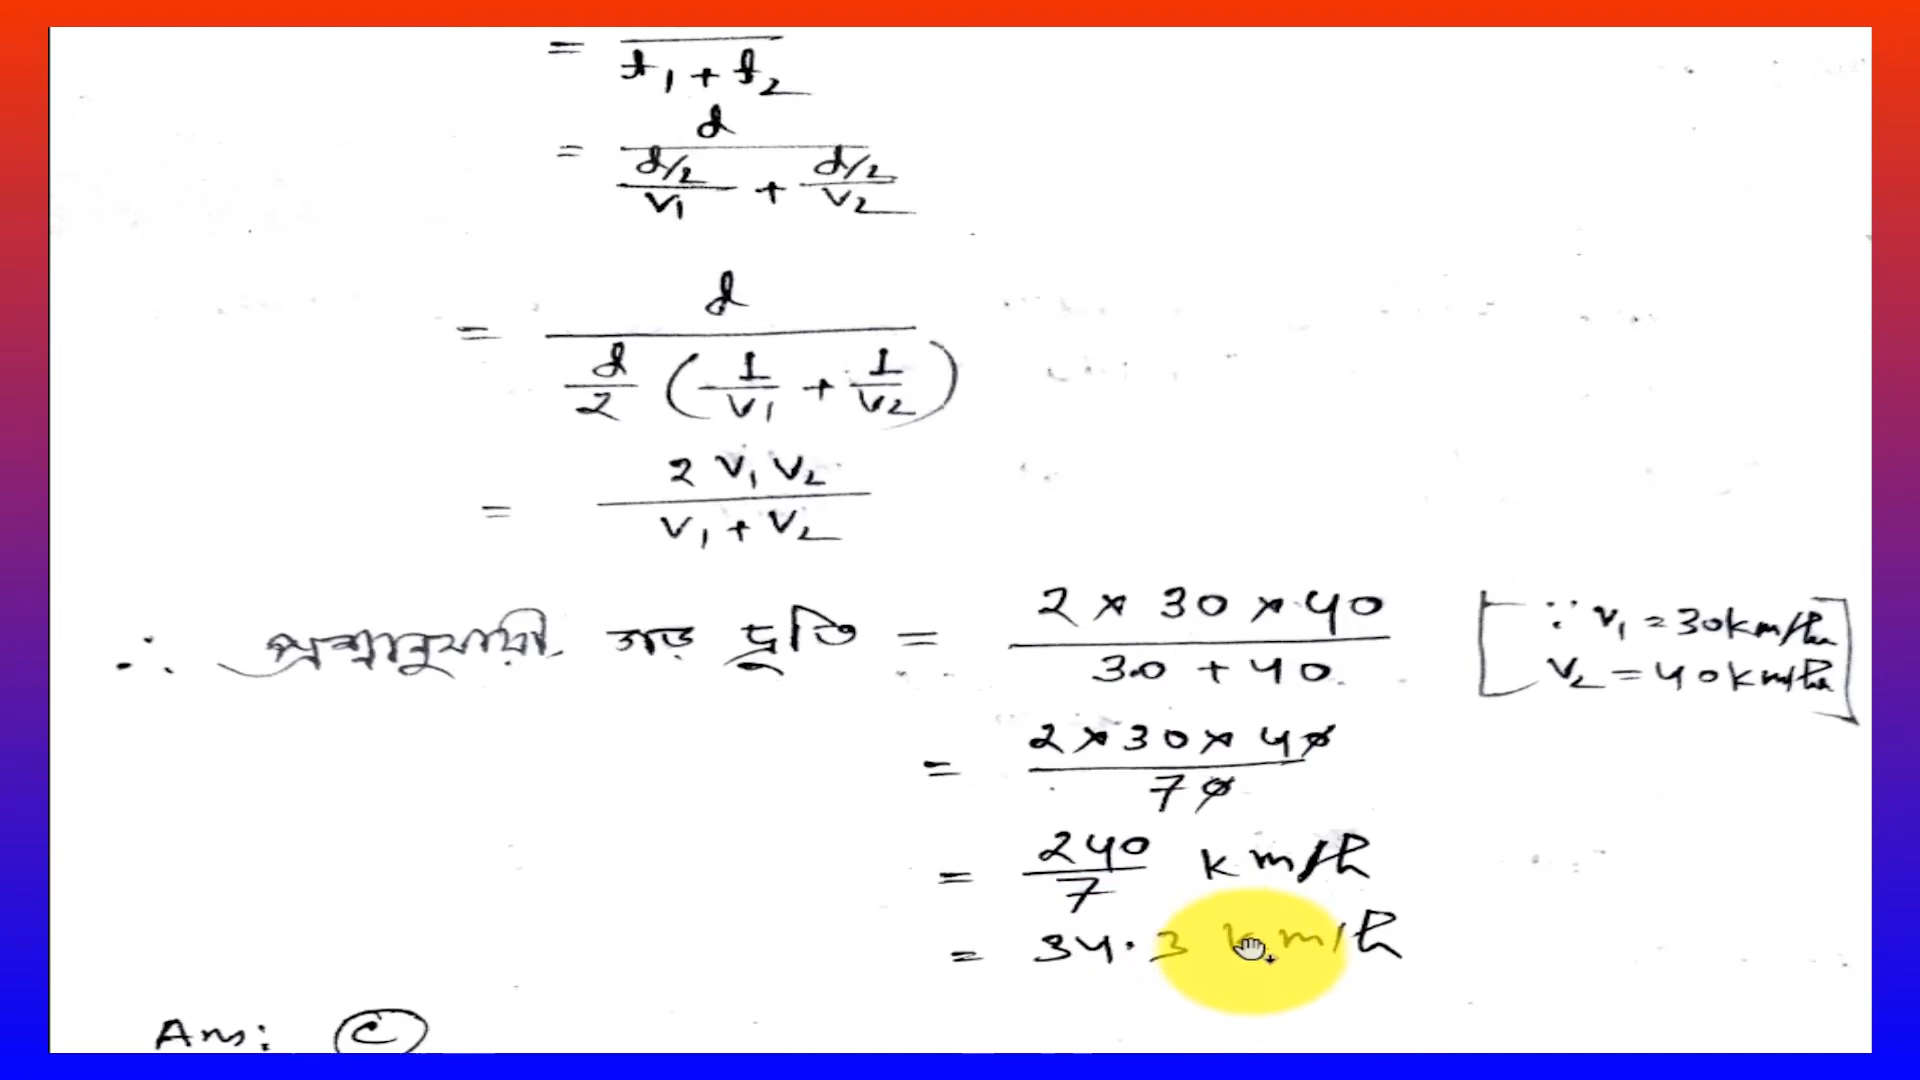 = ― / t₁ + t₂
= d / ((d/2)/v₁ + (d/2)/v₂)
= d / (d/2 (1/v₁ + 1/v₂))
= 2 v₁ v₂ / (v₁ + v₂)
∴ প্রশ্নানুযায়ী, গড় দ্রুতি = (2 × 30 × 40) / (30 + 40) [∵ v₁ = 30 km/h
v₂ = 40 km/h]
= (2 × 30 × 40) / 70
= 240/7 km/h
= 34.3 km/h
Ans: (c)